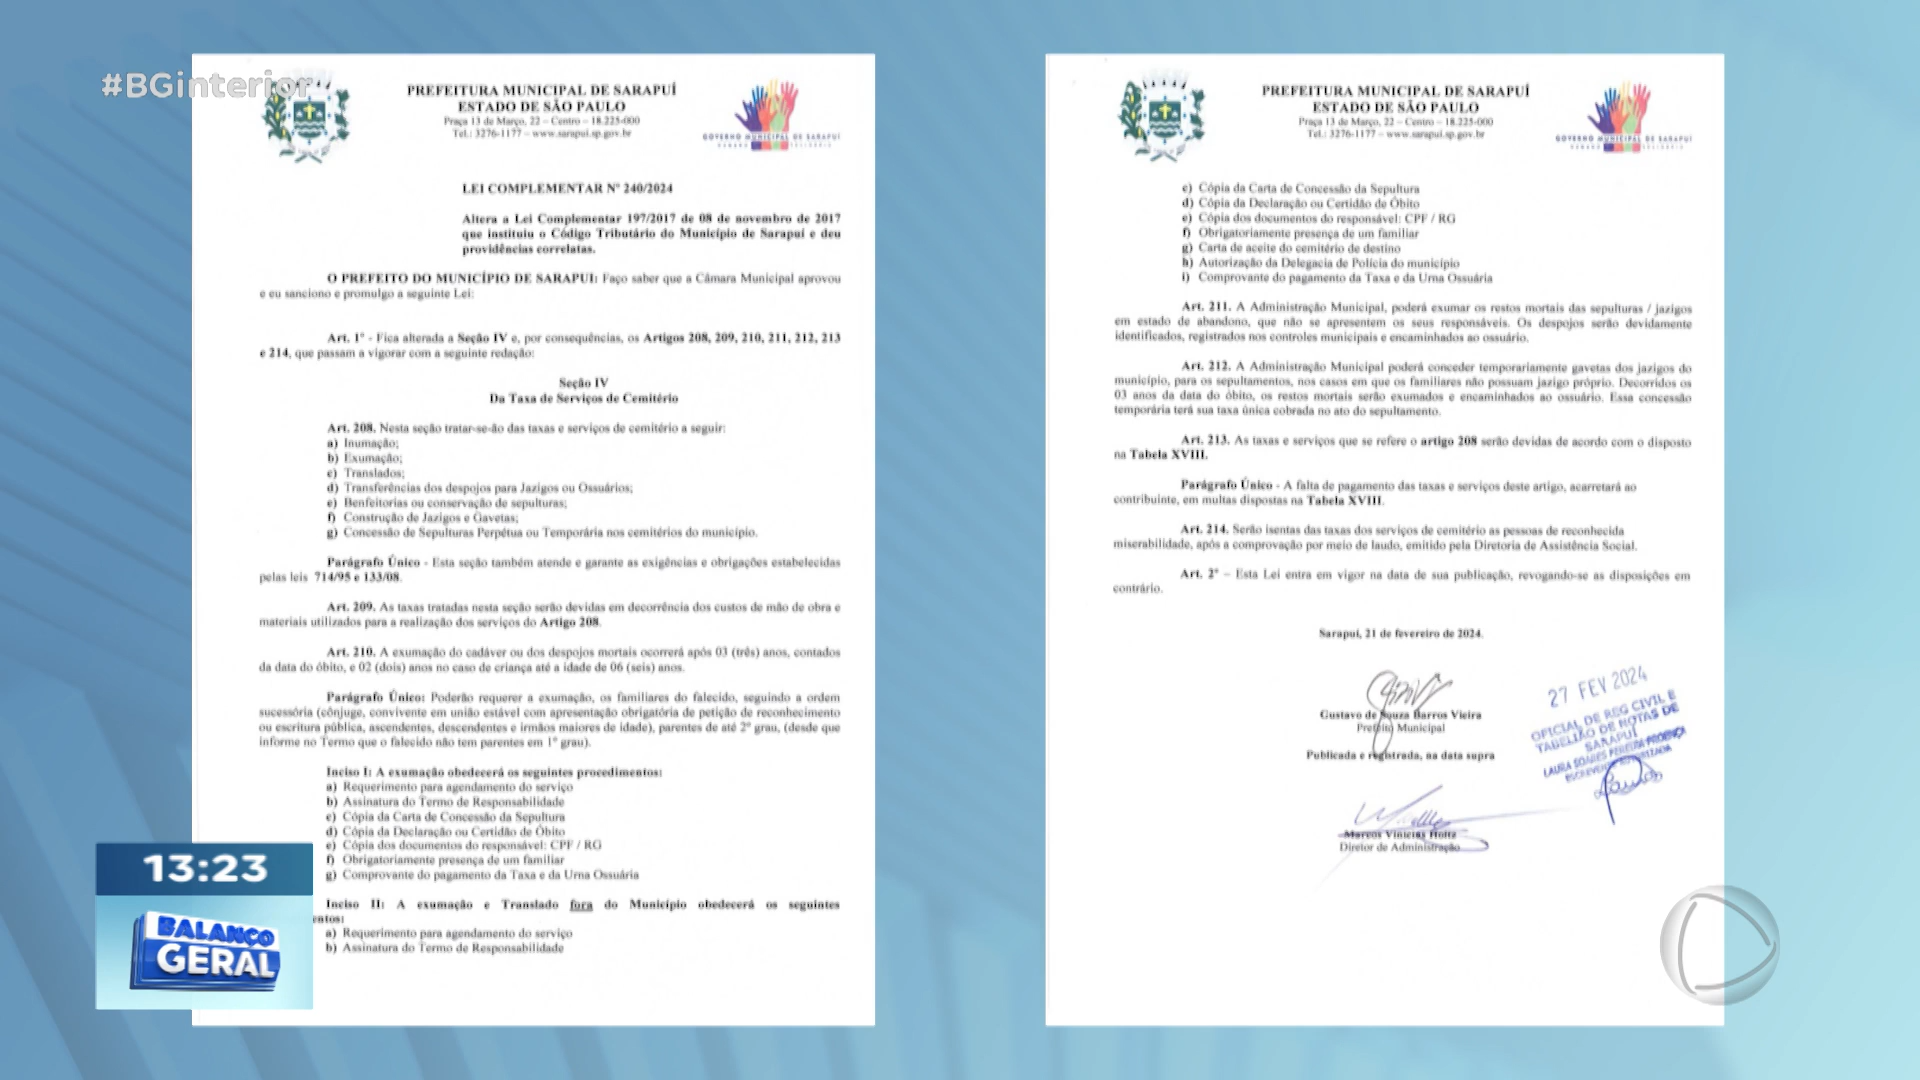 #BGinterior
PREFEITURA MUNICIPAL DE SARAPUÍ
ESTADO DE SÃO PAULO
Praça 13 de Março, 22 – Centro – 18.225-000
Tel.: 3276-1177 – www.sarapui.sp.gov.br
GOVERNO MUNICIPAL DE SARAPUÍ
LEI COMPLEMENTAR Nº 240/2024
Altera a Lei Complementar 197/2017 de 08 de novembro de 2017
que instituiu o Código Tributário do Município de Sarapuí e deu
providências correlatas.
O PREFEITO DO MUNICÍPIO DE SARAPUI: Faço saber que a Câmara Municipal aprovou
e eu sanciono e promulgo a seguinte Lei:
Art. 1º - Fica alterada a Seção IV e, por consequências, os Artigos 208, 209, 210, 211, 212, 213
e 214, que passam a vigorar com a seguinte redação:
Seção IV
Da Taxa de Serviços de Cemitério
Art. 208. Nesta seção tratar-se-ão das taxas e serviços de cemitério a seguir:
a) Inumação;
b) Exumação;
c) Translados;
d) Transferências dos despojos para Jazigos ou Ossuários;
e) Benfeitorias ou conservação de sepulturas;
f) Construção de Jazigos e Gavetas;
g) Concessão de Sepulturas Perpétua ou Temporária nos cemitérios do município.
Parágrafo Único - Esta seção também atende e garante as exigências e obrigações estabelecidas
pelas leis 714/95 e 133/08.
Art. 209. As taxas tratadas nesta seção serão devidas em decorrência dos custos de mão de obra e
materiais utilizados para a realização dos serviços do Artigo 208.
Art. 210. A exumação do cadáver ou dos despojos mortais ocorrerá após 03 (três) anos, contados
da data do óbito, e 02 (dois) anos no caso de criança até a idade de 06 (seis) anos.
Parágrafo Único: Poderão requerer a exumação, os familiares do falecido, seguindo a ordem
sucessória (cônjuge, convivente em união estável com apresentação obrigatória de petição de reconhecimento
ou escritura pública, ascendentes, descendentes e irmãos maiores de idade), parentes de até 2º grau, (desde que
informe no Termo que o falecido não tem parentes em 1º grau).
Inciso I: A exumação obedecerá os seguintes procedimentos:
a) Requerimento para agendamento do serviço
b) Assinatura do Termo de Responsabilidade
c) Cópia da Carta de Concessão da Sepultura
d) Cópia da Declaração ou Certidão de Óbito
e) Cópia dos documentos do responsável: CPF / RG
f) Obrigatoriamente presença de um familiar
g) Comprovante do pagamento da Taxa e da Urna Ossuária
Inciso II: A exumação e Translado fora do Município obedecerá os seguintes
entos:
a) Requerimento para agendamento do serviço
b) Assinatura do Termo de Responsabilidade
13:23
BALANÇO
GERAL
PREFEITURA MUNICIPAL DE SARAPUÍ
ESTADO DE SÃO PAULO
Praça 13 de Março, 22 – Centro – 18.225-000
Tel.: 3276-1177 – www.sarapui.sp.gov.br
GOVERNO MUNICIPAL DE SARAPUÍ
c) Cópia da Carta de Concessão da Sepultura
d) Cópia da Declaração ou Certidão de Óbito
e) Cópia dos documentos do responsável: CPF / RG
f) Obrigatoriamente presença de um familiar
g) Carta de aceite do cemitério de destino
h) Autorização da Delegacia de Polícia do município
i) Comprovante do pagamento da Taxa e da Urna Ossuária
Art. 211. A Administração Municipal, poderá exumar os restos mortais das sepulturas / jazigos
em estado de abandono, que não se apresentem os seus responsáveis. Os despojos serão devidamente
identificados, registrados nos controles municipais e encaminhados ao ossuário.
Art. 212. A Administração Municipal poderá conceder temporariamente gavetas dos jazigos do
município, para os sepultamentos, nos casos em que os familiares não possuam jazigo próprio. Decorridos os
03 anos da data do óbito, os restos mortais serão exumados e encaminhados ao ossuário. Essa concessão
temporária terá sua taxa única cobrada no ato do sepultamento.
Art. 213. As taxas e serviços que se refere o artigo 208 serão devidas de acordo com o disposto
na Tabela XVIII.
Parágrafo Único - A falta de pagamento das taxas e serviços deste artigo, acarretará ao
contribuinte, em multas dispostas na Tabela XVIII.
Art. 214. Serão isentas das taxas dos serviços de cemitério as pessoas de reconhecida
miserabilidade, após a comprovação por meio de laudo, emitido pela Diretoria de Assistência Social.
Art. 2º – Esta Lei entra em vigor na data de sua publicação, revogando-se as disposições em
contrário.
Sarapuí, 21 de fevereiro de 2024.
Gustavo de Souza Barros Vieira
Prefeito Municipal
Publicada e registrada, na data supra
Marcos Vinicius Holtz
Diretor de Administração
27 FEV 2024
OFICIAL DE REG CIVIL E
TABELIÃO DE NOTAS DE
SARAPUÍ
LAURA SOARES PEREIRA
ESCREVENTE AUTORIZADA